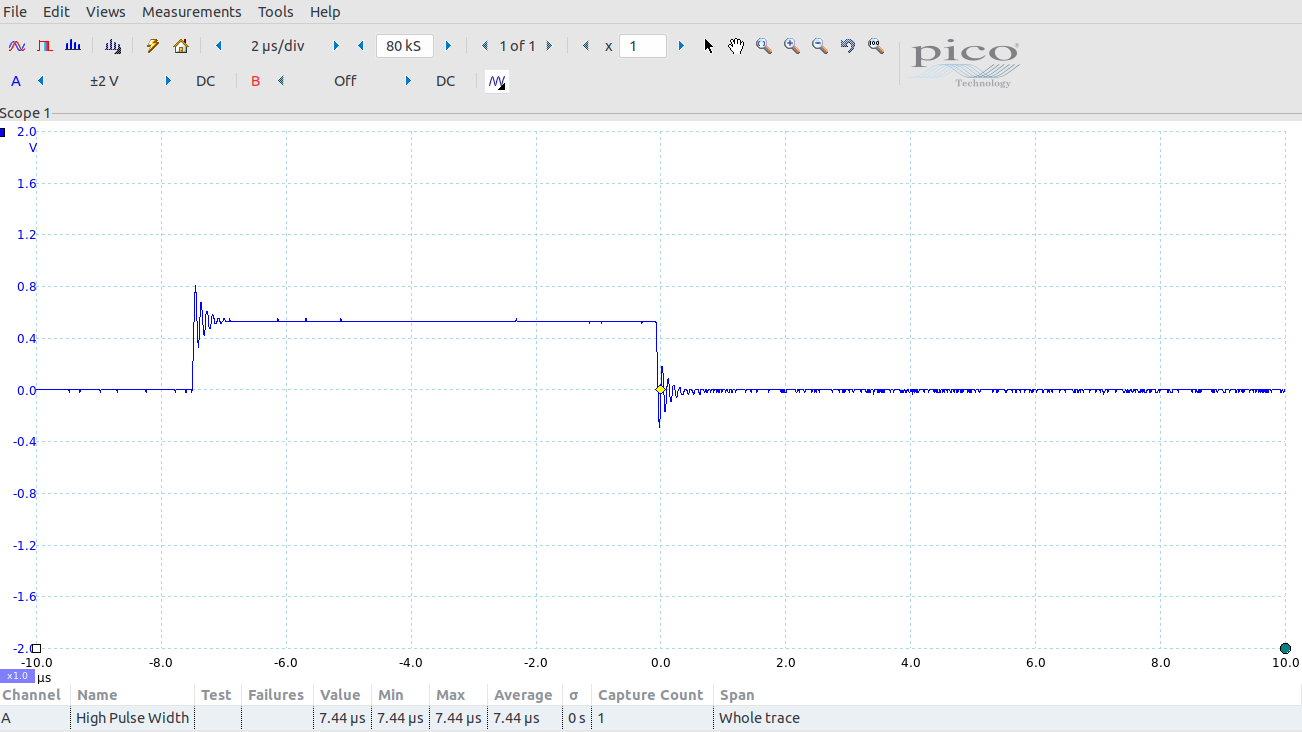 File Edit Views Measurements Tools Help
2 µs/div 80 kS 1 of 1 x 1
pico
Technology
A ±2 V DC B Off DC
Scope 1
2.0
V
1.6
1.2
0.8
0.4
0.0
-0.4
-0.8
-1.2
-1.6
-2.0
-10.0 -8.0 -6.0 -4.0 -2.0 0.0 2.0 4.0 6.0 8.0 10.0
x1.0 µs
Channel Name Test Failures Value Min Max Average σ Capture Count Span
A High Pulse Width 7.44 µs 7.44 µs 7.44 µs 7.44 µs 0 s 1 Whole trace